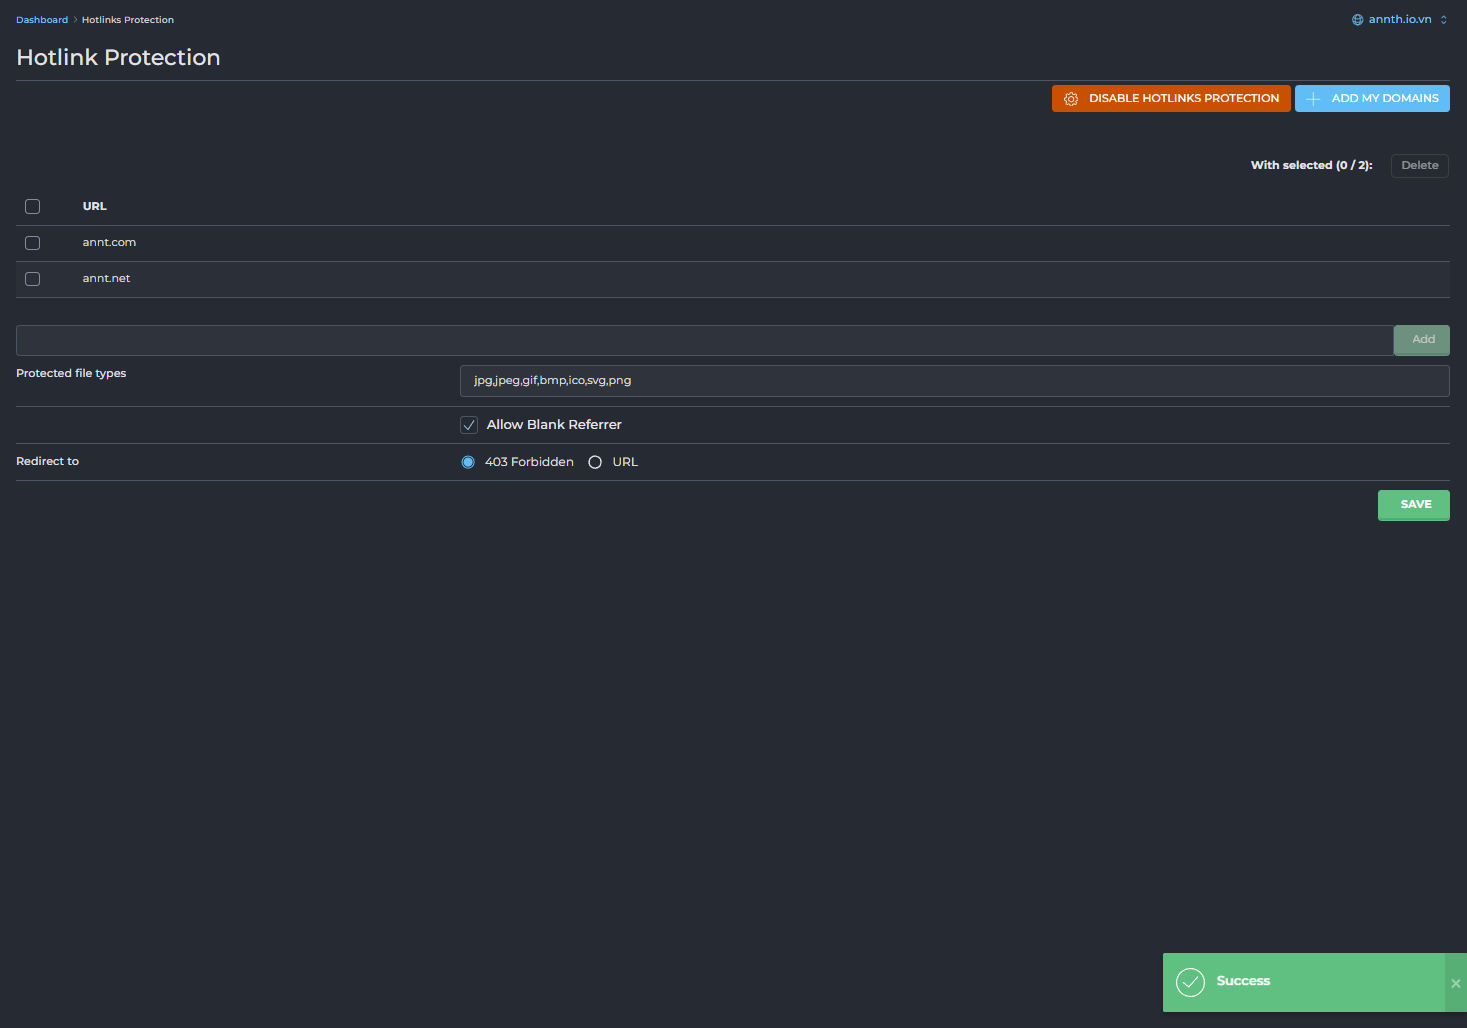 Dashboard > Hotlinks Protection
annth.io.vn
Hotlink Protection
DISABLE HOTLINKS PROTECTION
ADD MY DOMAINS
With selected (0 / 2):
Delete
URL
annt.com
annt.net
Add
Protected file types
jpg,jpeg,gif,bmp,ico,svg,png
Allow Blank Referrer
Redirect to
403 Forbidden
URL
SAVE
Success